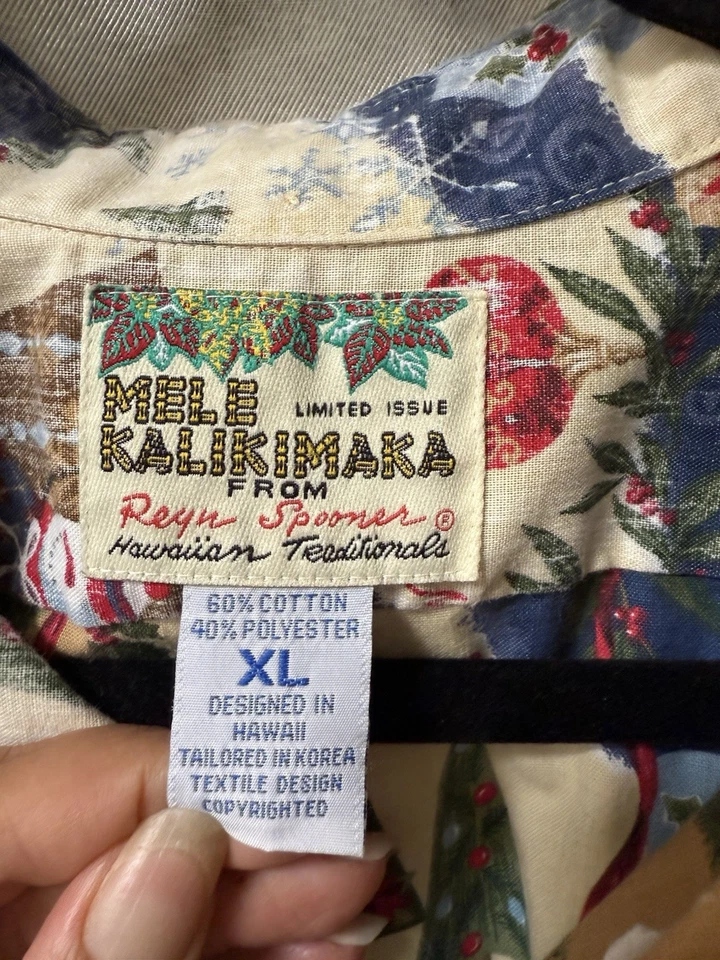 MELE LIMITED ISSUE
KALIKIMAKA
FROM
Reyn Spooner ®
Hawaiian Traditionals
60% COTTON
40% POLYESTER
XL
DESIGNED IN
HAWAII
TAILORED IN KOREA
TEXTILE DESIGN
COPYRIGHTED